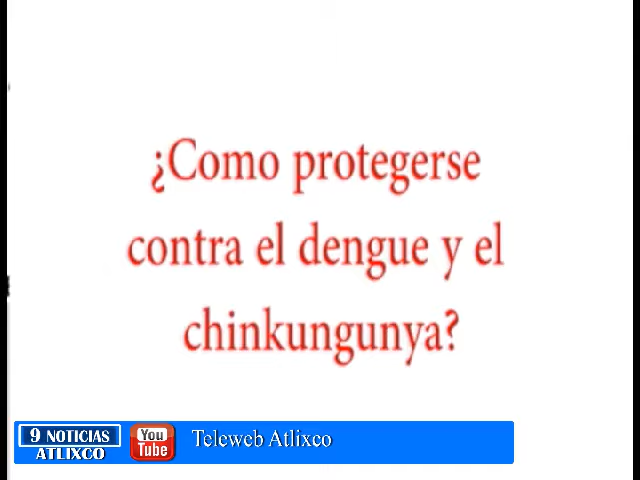 ¿Como protegerse
contra el dengue y el
chinkungunya?
9 NOTICIAS
ATLIXCO
You
Tube
Teleweb Atlixco